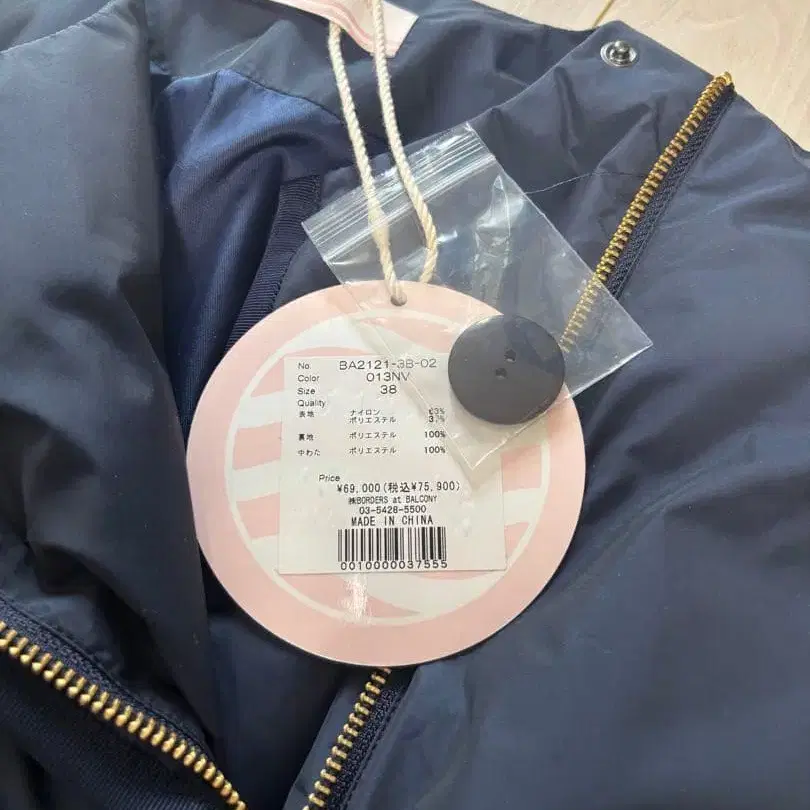 No. BA2121-3B-02
Color 013NV
Size 38
Quality
表地 ナイロン 63%
ポリエステル 37%
裏地 ポリエステル 100%
中わた ポリエステル 100%
Price
¥69,000(税込¥75,900)
㈱BORDERS at BALCONY
03-5428-5500
MADE IN CHINA
0010000037555